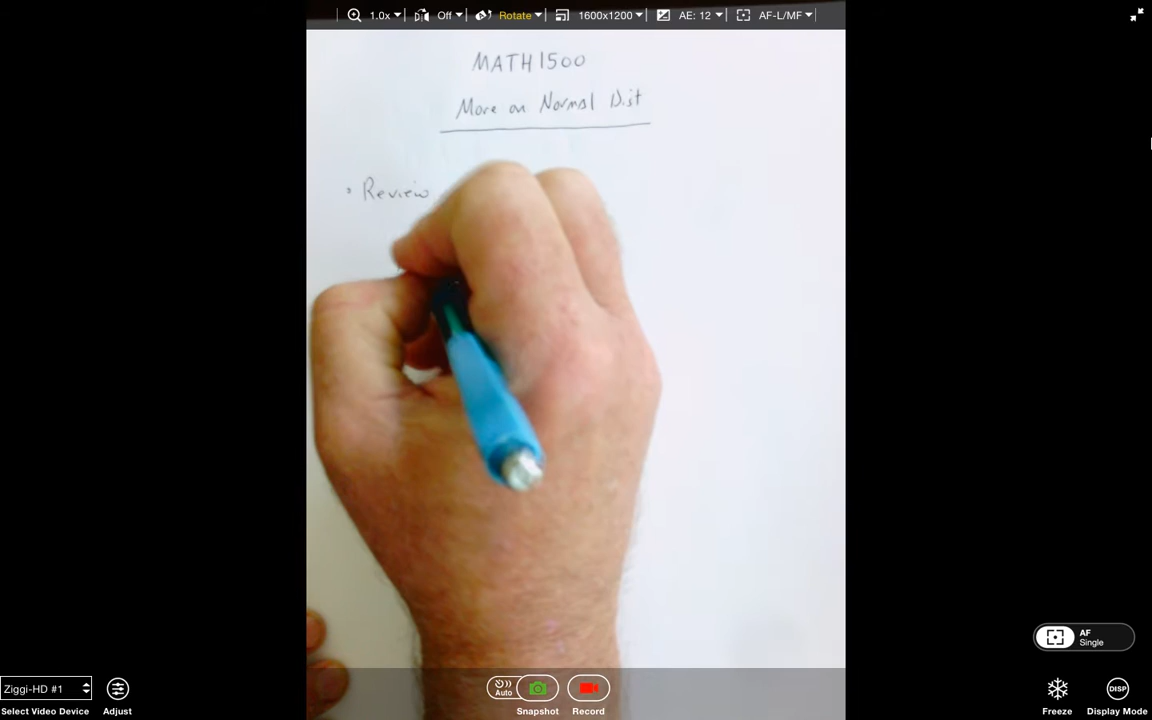 1.0x Off Rotate 1600x1200 AE: 12 AF-L/MF
MATH1500
More on Normal Dist
• Review
AF
Single
Ziggi-HD #1
Auto
Select Video Device Adjust Snapshot Record Freeze Display Mode
DISP